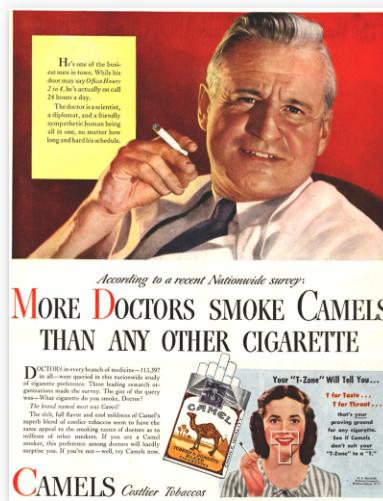 He's one of the busi-
est men in town. While his
door may say Office Hours
2 to 4, he's actually on call
24 hours a day.
The doctor is a scientist,
a diplomat, and a friendly
sympathetic human being
all in one, no matter how
long and hard his schedule.
According to a recent Nationwide survey:
MORE DOCTORS SMOKE CAMELS
THAN ANY OTHER CIGARETTE
DOCTORS in every branch of medicine—113,597
in all—were queried in this nationwide study
of cigarette preference. Three leading research or-
ganizations made the survey. The gist of the query
was—What cigarette do you smoke, Doctor?
The brand named most was Camel!
The rich, full flavor and cool mildness of Camel's
superb blend of costlier tobaccos seem to have the
same appeal to the smoking tastes of doctors as to
millions of other smokers. If you are a Camel
smoker, this preference among doctors will hardly
surprise you. If you're not—well, try Camels now.
CAMELS Costlier Tobaccos
CAMEL
Your "T-Zone" Will Tell You...
T for Taste...
T for Throat...
that's your
proving ground
for any cigarette.
See if Camels
don't suit your
"T-Zone" to a "T."
T